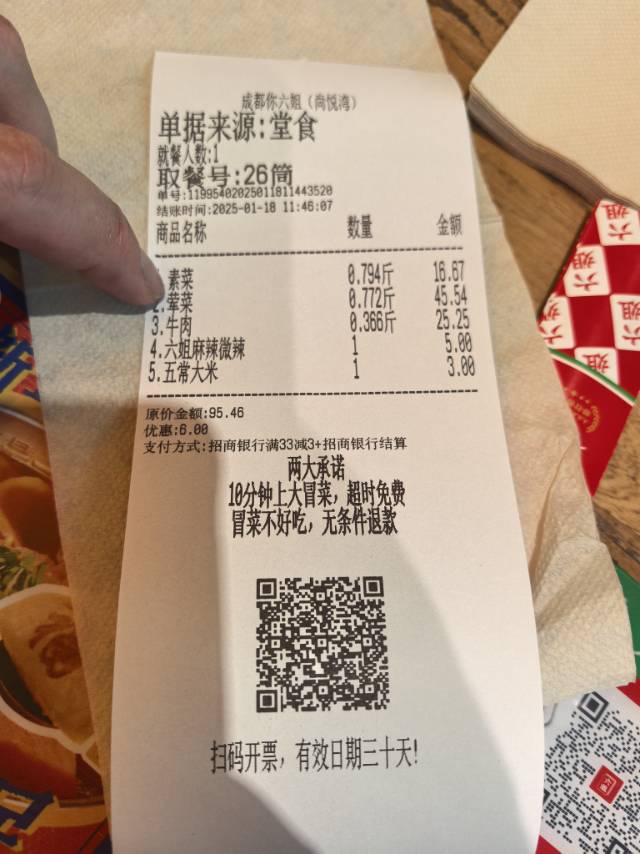 成都你六姐（尚悦湾）
单据来源:堂食
就餐人数:1
取餐号:26筒
单号:11995402025011811443520
结账时间:2025-01-18 11:46:07
商品名称 数量 金额
素菜 0.794斤 16.67
2.荤菜 0.772斤 45.54
3.牛肉 0.366斤 25.25
4.六姐麻辣微辣 1 5.00
5.五常大米 1 3.00
原价金额:95.46
优惠:6.00
支付方式:招商银行满33减3+招商银行结算
两大承诺
10分钟上大冒菜，超时免费
冒菜不好吃，无条件退款
扫码开票，有效日期三十天!
六姐
六姐
六姐